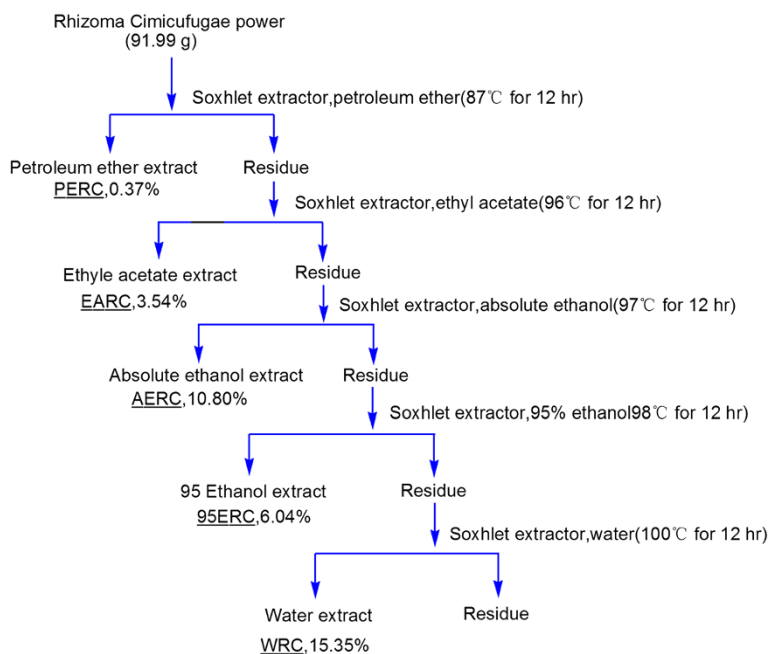 Rhizoma Cimicufugae power
(91.99 g)
Soxhlet extractor,petroleum ether(87℃ for 12 hr)
Petroleum ether extract
PERC,0.37%
Residue
Soxhlet extractor,ethyl acetate(96℃ for 12 hr)
Ethyle acetate extract
EARC,3.54%
Residue
Soxhlet extractor,absolute ethanol(97℃ for 12 hr)
Absolute ethanol extract
AERC,10.80%
Residue
Soxhlet extractor,95% ethanol98℃ for 12 hr)
95 Ethanol extract
95ERC,6.04%
Residue
Soxhlet extractor,water(100℃ for 12 hr)
Water extract
WRC,15.35%
Residue